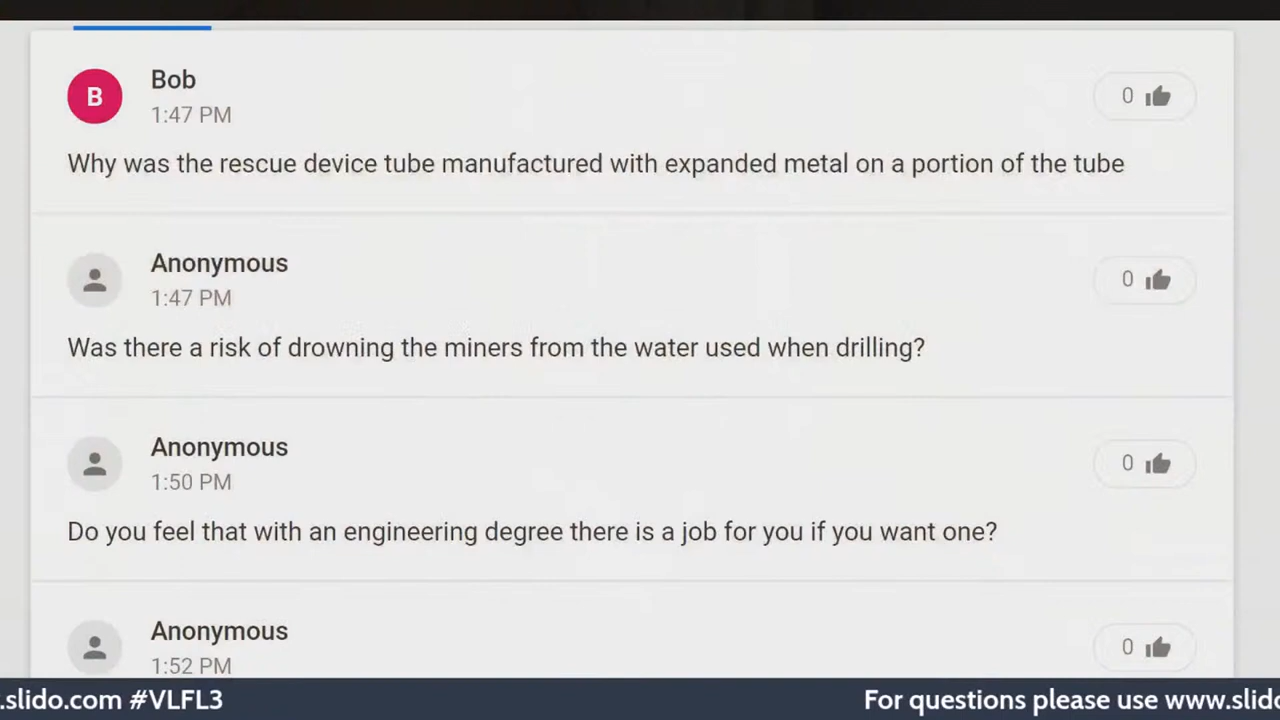 B
Bob
1:47 PM
0
Why was the rescue device tube manufactured with expanded metal on a portion of the tube
Anonymous
1:47 PM
0
Was there a risk of drowning the miners from the water used when drilling?
Anonymous
1:50 PM
0
Do you feel that with an engineering degree there is a job for you if you want one?
Anonymous
1:52 PM
0
.slido.com #VLFL3
For questions please use www.slido